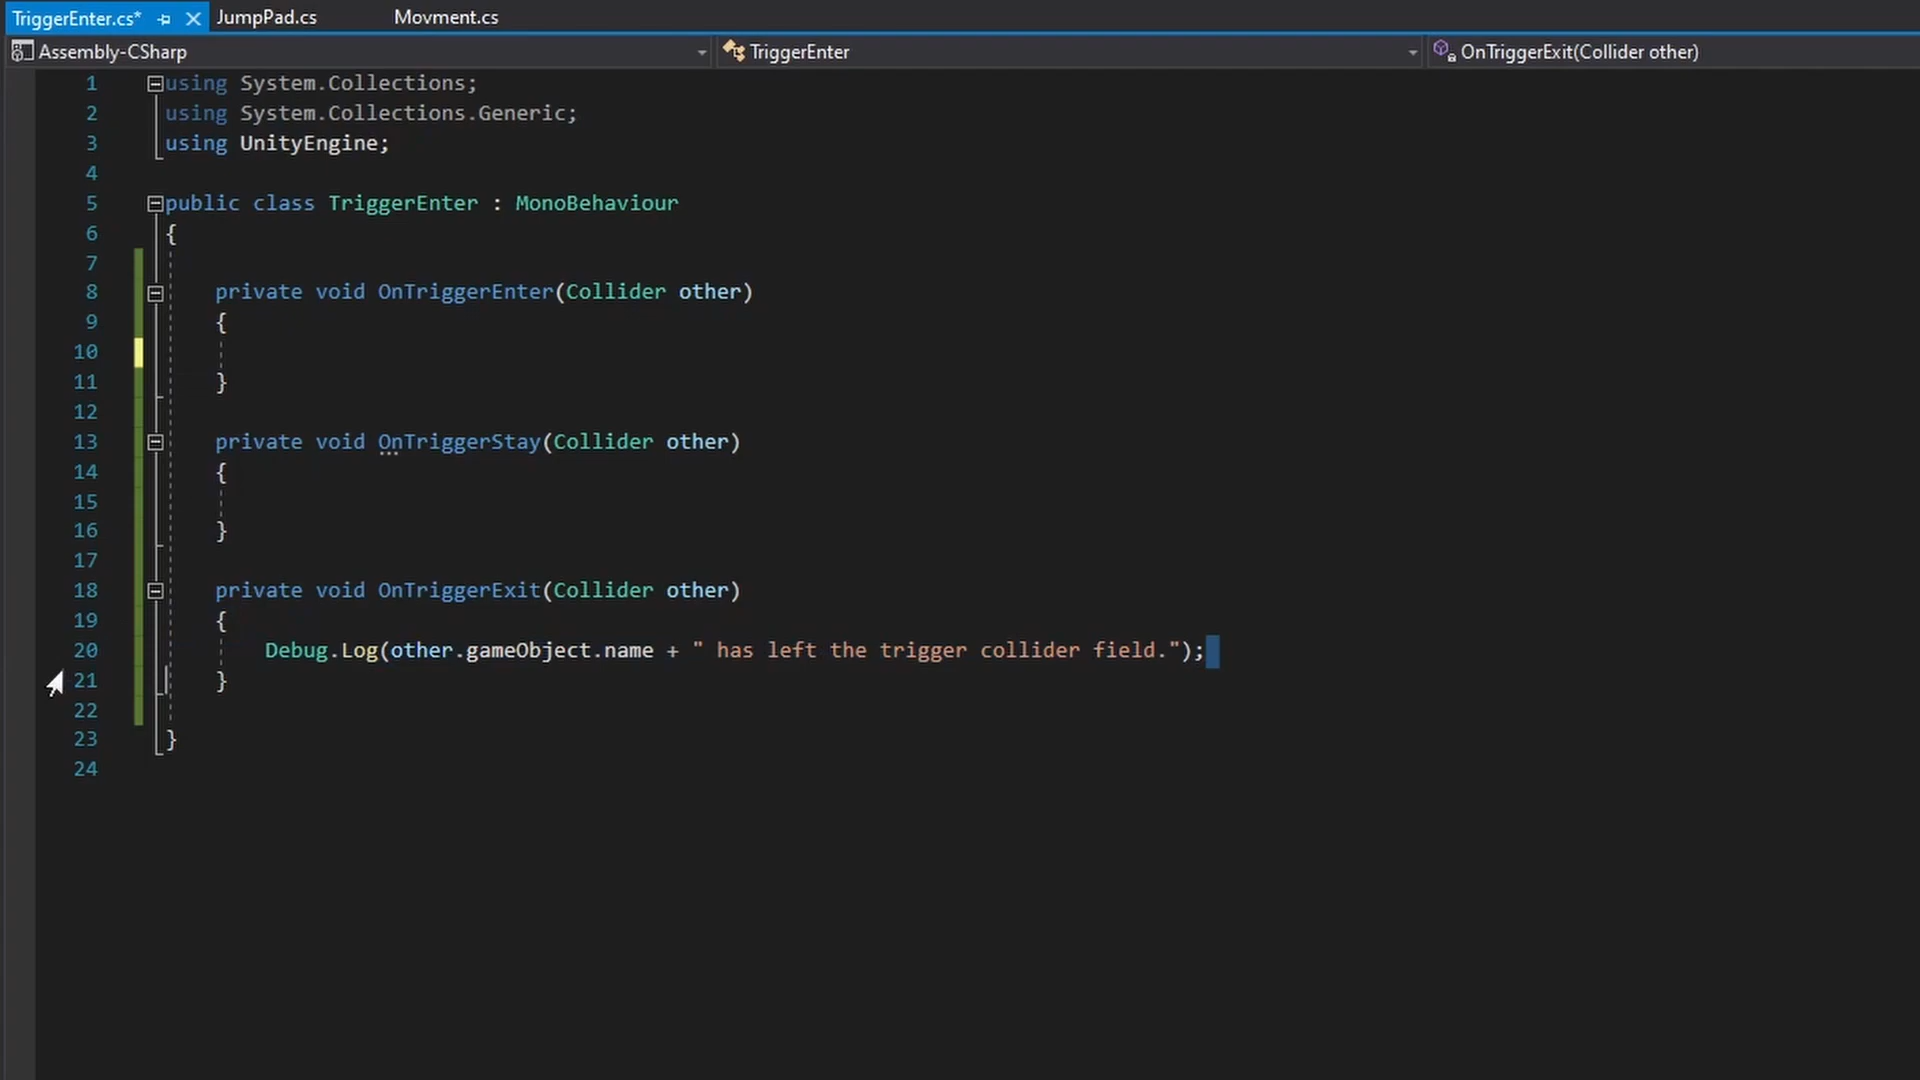 TriggerEnter.cs* JumpPad.cs Movment.cs
Assembly-CSharp TriggerEnter OnTriggerExit(Collider other)
1 using System.Collections;
2 using System.Collections.Generic;
3 using UnityEngine;
4
5 public class TriggerEnter : MonoBehaviour
6 {
7
8 private void OnTriggerEnter(Collider other)
9 {
10
11 }
12
13 private void OnTriggerStay(Collider other)
14 {
15
16 }
17
18 private void OnTriggerExit(Collider other)
19 {
20 Debug.Log(other.gameObject.name + " has left the trigger collider field.");
21 }
22
23 }
24